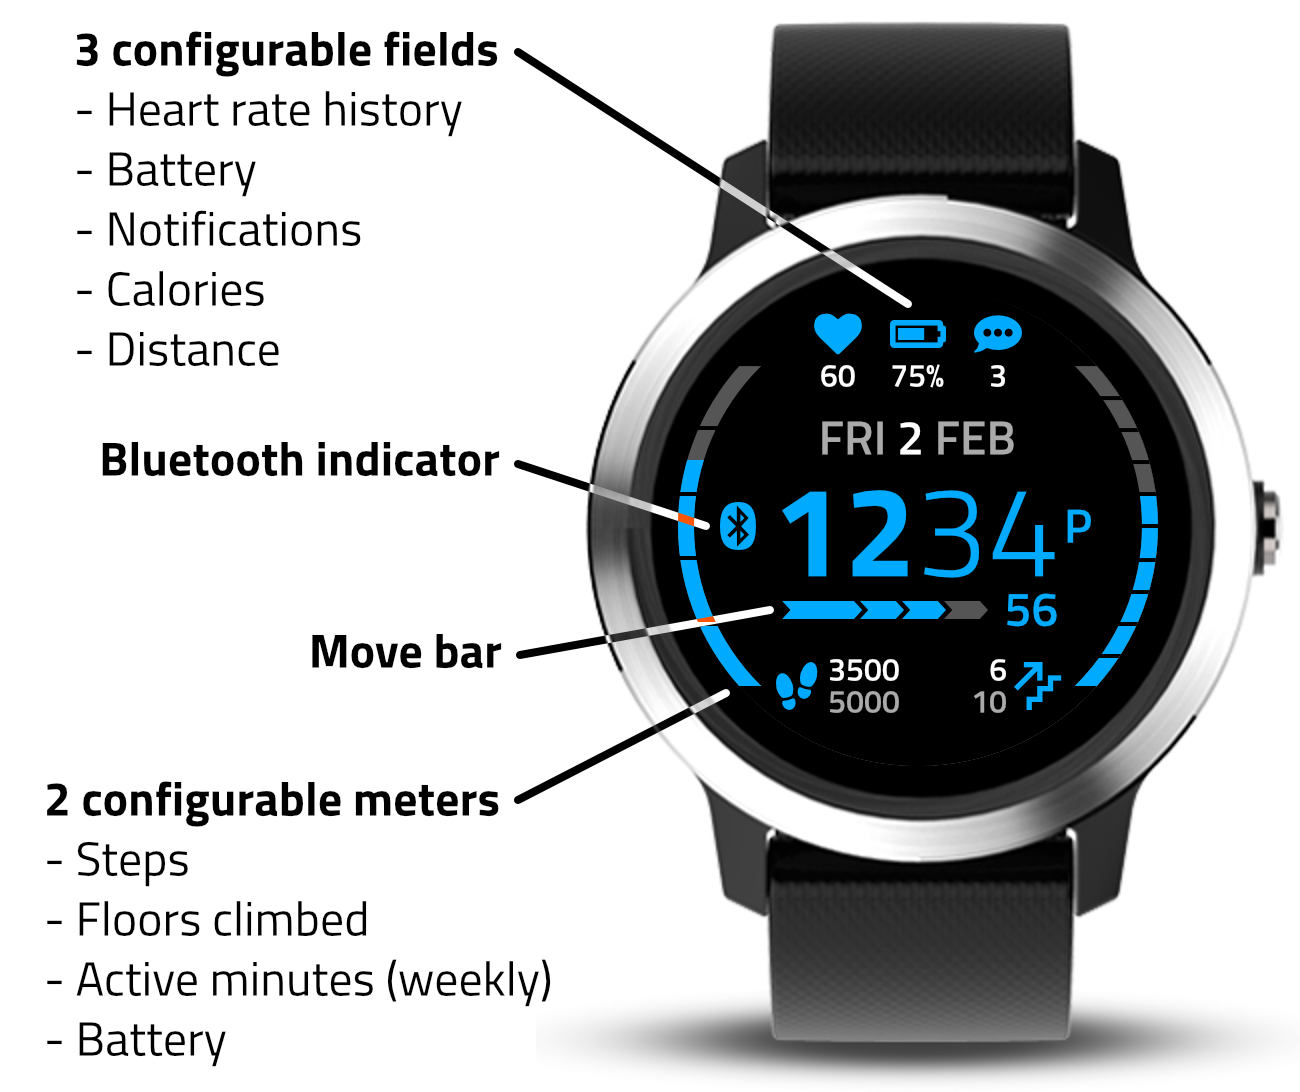 3 configurable fields
- Heart rate history
- Battery
- Notifications
- Calories
- Distance
Bluetooth indicator
Move bar
2 configurable meters
- Steps
- Floors climbed
- Active minutes (weekly)
- Battery
60 75% 3
FRI 2 FEB
1234 P
56
3500 6
5000 10